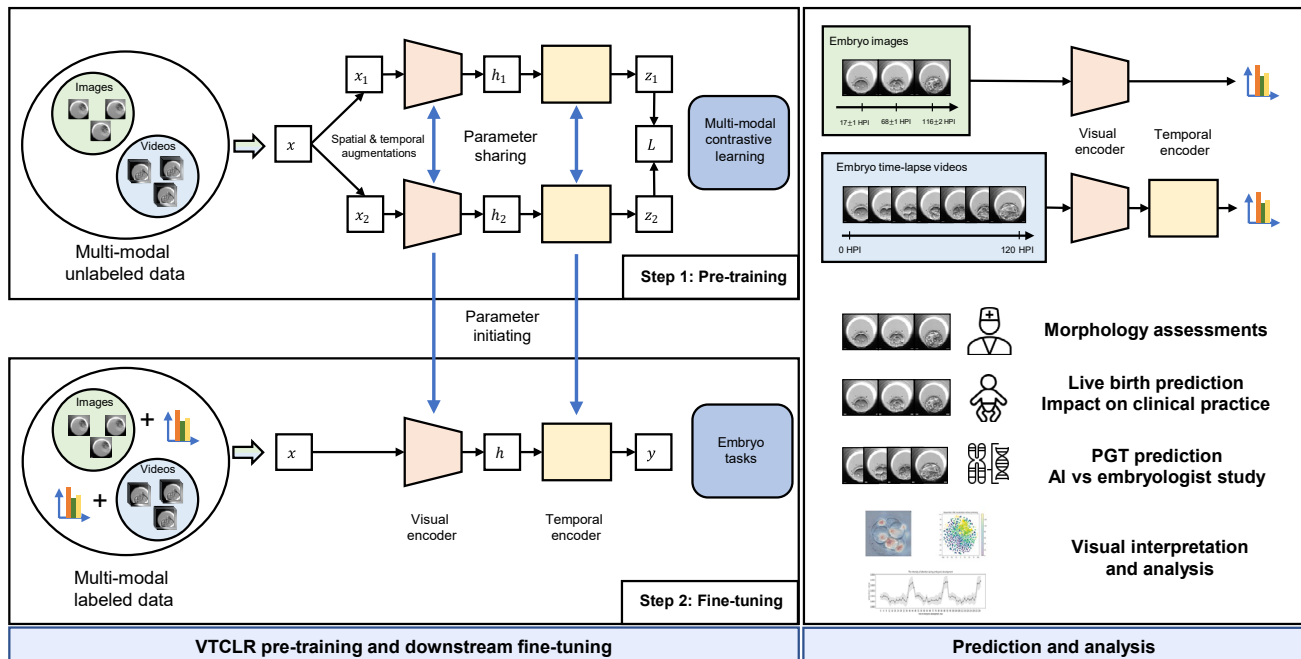 Images
Videos
Multi-modal
unlabeled data
x
x₁
x₂
Spatial & temporal
augmentations
h₁
h₂
Parameter
sharing
z₁
L
z₂
Multi-modal
contrastive
learning
Step 1: Pre-training
Parameter
initiating
Images
+
+
Videos
Multi-modal
labeled data
x
h
y
Visual
encoder
Temporal
encoder
Embryo
tasks
Step 2: Fine-tuning
VTCLR pre-training and downstream fine-tuning
Embryo images
17±1 HPI
68±1 HPI
116±2 HPI
Visual
encoder
Temporal
encoder
Embryo time-lapse videos
0 HPI
120 HPI
Morphology assessments
Live birth prediction
Impact on clinical practice
PGT prediction
AI vs embryologist study
Visual interpretation
and analysis
Prediction and analysis